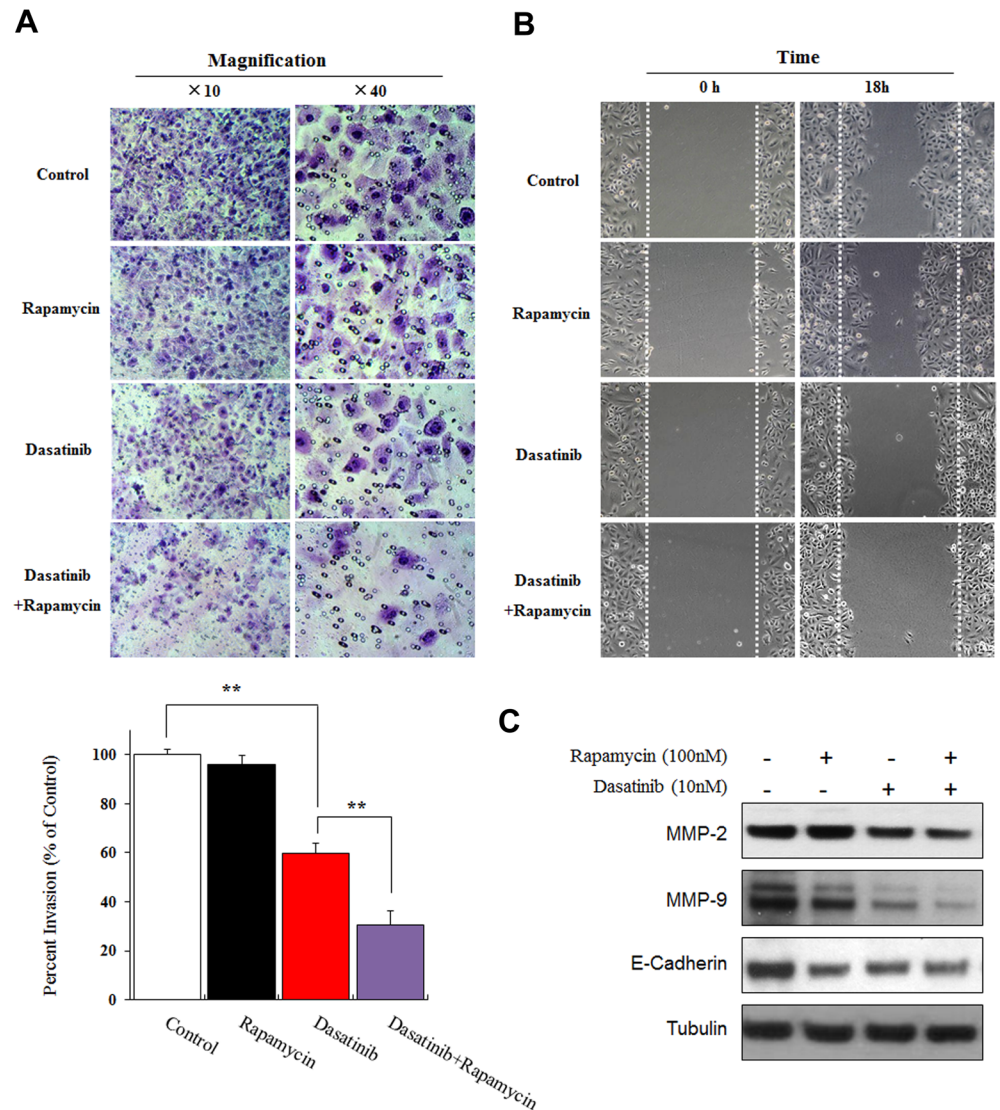 A
Magnification
×10 ×40
Control
Rapamycin
Dasatinib
Dasatinib
+Rapamycin
B
Time
0 h 18h
Control
Rapamycin
Dasatinib
Dasatinib
+Rapamycin
Percent Invasion (% of Control)
100
80
60
40
20
0
**
**
Control
Rapamycin
Dasatinib
Dasatinib+Rapamycin
C
Rapamycin (100nM) - + - +
Dasatinib (10nM) - - + +
MMP-2
MMP-9
E-Cadherin
Tubulin